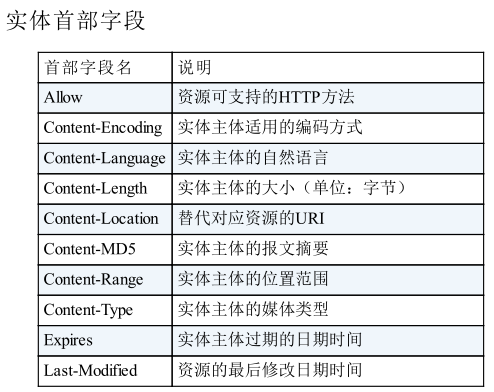 实体首部字段
首部字段名 说明
Allow 资源可支持的HTTP方法
Content-Encoding 实体主体适用的编码方式
Content-Language 实体主体的自然语言
Content-Length 实体主体的大小（单位：字节）
Content-Location 替代对应资源的URI
Content-MD5 实体主体的报文摘要
Content-Range 实体主体的位置范围
Content-Type 实体主体的媒体类型
Expires 实体主体过期的日期时间
Last-Modified 资源的最后修改日期时间